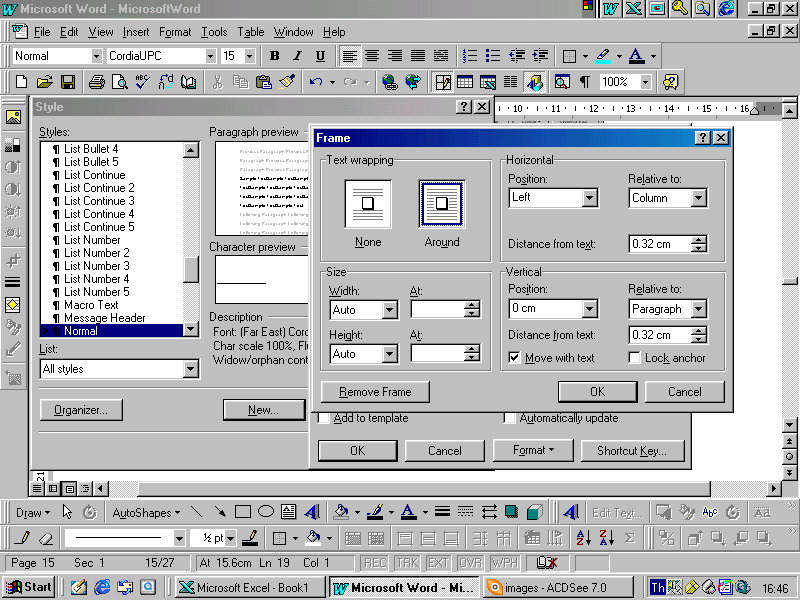 Microsoft Word - MicrosoftWord
File Edit View Insert Format Tools Table Window Help
Normal CordiaUPC 15 B I U
100%
Style
Styles:
List Bullet 4
List Bullet 5
List Continue
List Continue 2
List Continue 3
List Continue 4
List Continue 5
List Number
List Number 2
List Number 3
List Number 4
List Number 5
Macro Text
Message Header
Normal
List:
All styles
Organizer...
Paragraph preview
Character preview
Description
Font: (Far East) Cord
Char scale 100%, Fl
Widow/orphan cont
New...
10 11 12 13 14 15 16
Frame
Text wrapping
None Around
Horizontal
Position: Relative to:
Left Column
Distance from text: 0.32 cm
Size
Width: At:
Auto
Height: At:
Auto
Vertical
Position: Relative to:
0 cm Paragraph
Distance from text: 0.32 cm
Move with text Lock anchor
Remove Frame OK Cancel
Add to template Automatically update
OK Cancel Format Shortcut Key...
21
Draw AutoShapes Edit Text...
½ pt
Page 15 Sec 1 15/27 At 15.6cm Ln 19 Col 1 REC TRK EXT OVR WPH
Start Microsoft Excel - Book1 Microsoft Word - Mi... images - ACDSee 7.0 Th 16:46